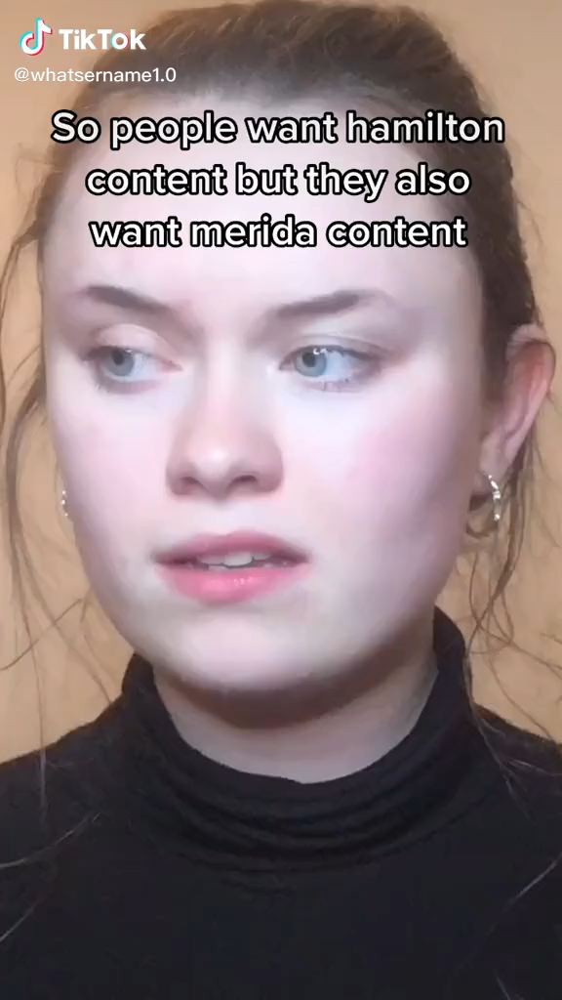 TikTok
@whatsername1.0
So people want hamilton
content but they also
want merida content